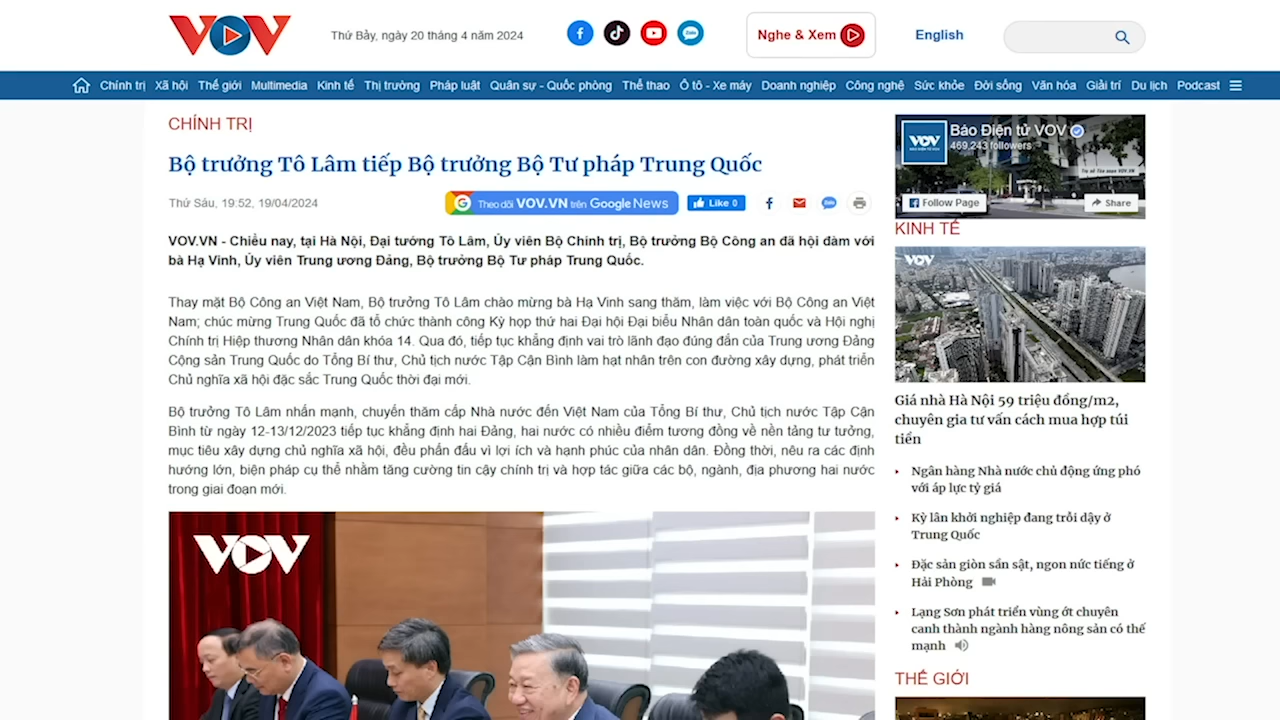 VOV
Thứ Bảy, ngày 20 tháng 4 năm 2024
Zalo
Nghe & Xem
English
Chính trị Xã hội Thế giới Multimedia Kinh tế Thị trường Pháp luật Quân sự - Quốc phòng Thể thao Ô tô - Xe máy Doanh nghiệp Công nghệ Sức khỏe Đời sống Văn hóa Giải trí Du lịch Podcast
CHÍNH TRỊ
Bộ trưởng Tô Lâm tiếp Bộ trưởng Bộ Tư pháp Trung Quốc
Thứ Sáu, 19:52, 19/04/2024
Theo dõi VOV.VN trên Google News
Like 0
Zalo
VOV.VN - Chiều nay, tại Hà Nội, Đại tướng Tô Lâm, Ủy viên Bộ Chính trị, Bộ trưởng Bộ Công an đã hội đàm với
bà Hạ Vinh, Ủy viên Trung ương Đảng, Bộ trưởng Bộ Tư pháp Trung Quốc.
Thay mặt Bộ Công an Việt Nam, Bộ trưởng Tô Lâm chào mừng bà Hạ Vinh sang thăm, làm việc với Bộ Công an Việt
Nam; chúc mừng Trung Quốc đã tổ chức thành công Kỳ họp thứ hai Đại hội Đại biểu Nhân dân toàn quốc và Hội nghị
Chính trị Hiệp thương Nhân dân khóa 14. Qua đó, tiếp tục khẳng định vai trò lãnh đạo đúng đắn của Trung ương Đảng
Cộng sản Trung Quốc do Tổng Bí thư, Chủ tịch nước Tập Cận Bình làm hạt nhân trên con đường xây dựng, phát triển
Chủ nghĩa xã hội đặc sắc Trung Quốc thời đại mới.
Bộ trưởng Tô Lâm nhấn mạnh, chuyến thăm cấp Nhà nước đến Việt Nam của Tổng Bí thư, Chủ tịch nước Tập Cận
Bình từ ngày 12-13/12/2023 tiếp tục khẳng định hai Đảng, hai nước có nhiều điểm tương đồng về nền tảng tư tưởng,
mục tiêu xây dựng chủ nghĩa xã hội, đều phấn đấu vì lợi ích và hạnh phúc của nhân dân. Đồng thời, nêu ra các định
hướng lớn, biện pháp cụ thể nhằm tăng cường tin cậy chính trị và hợp tác giữa các bộ, ngành, địa phương hai nước
trong giai đoạn mới.
VOV
VOV
Báo Điện tử VOV
469,243 followers
Follow Page
Share
KINH TẾ
VOV
Giá nhà Hà Nội 59 triệu đồng/m2,
chuyên gia tư vấn cách mua hợp túi
tiền
Ngân hàng Nhà nước chủ động ứng phó
với áp lực tỷ giá
Kỳ lân khởi nghiệp đang trỗi dậy ở
Trung Quốc
Đặc sản giòn sần sật, ngon nức tiếng ở
Hải Phòng
Lạng Sơn phát triển vùng ớt chuyên
canh thành ngành hàng nông sản có thế
mạnh
THẾ GIỚI